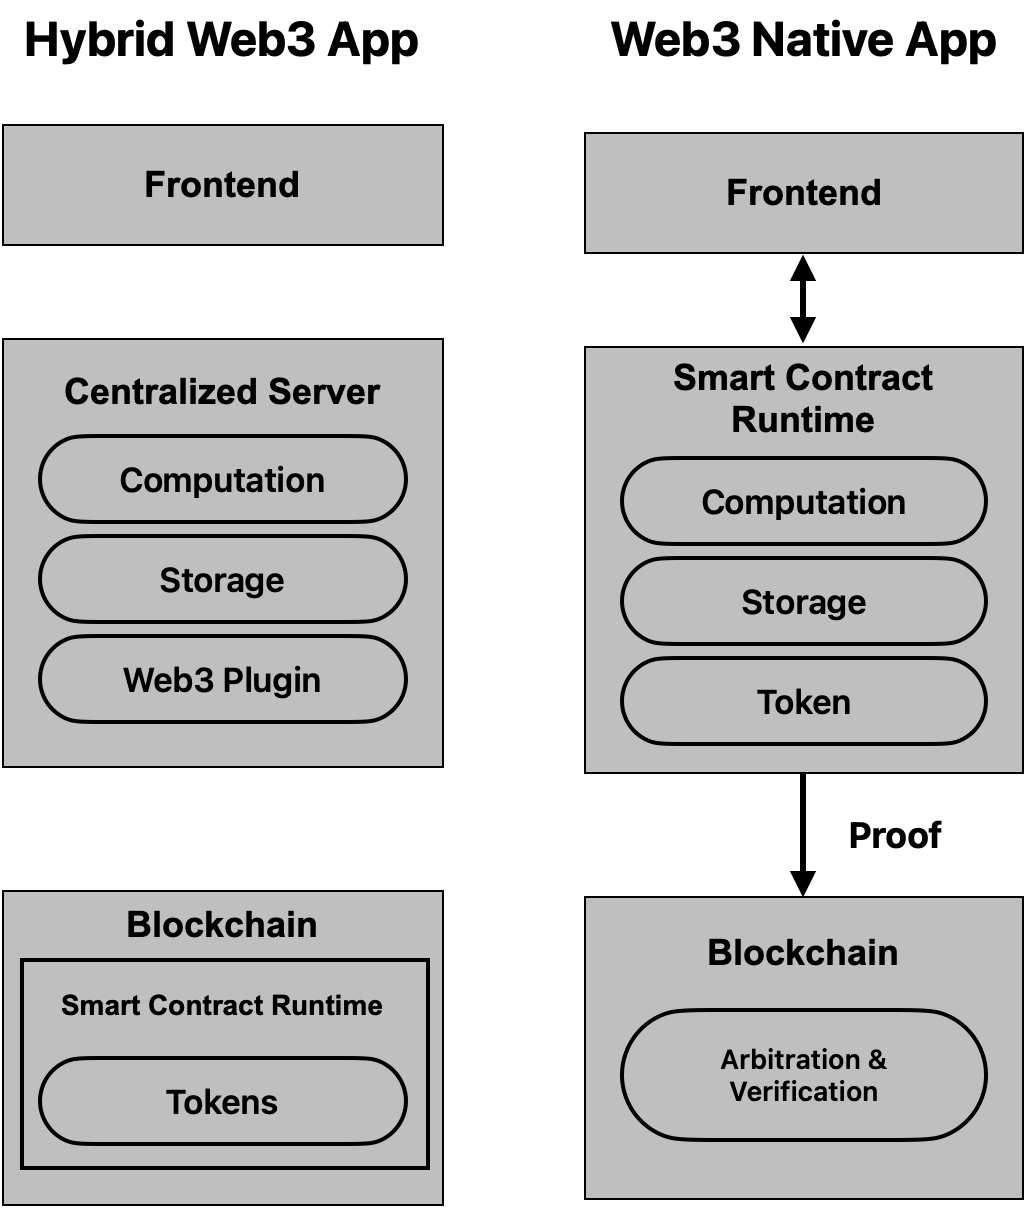 Hybrid Web3 App
Frontend
Centralized Server
Computation
Storage
Web3 Plugin
Blockchain
Smart Contract Runtime
Tokens
Web3 Native App
Frontend
Smart Contract
Runtime
Computation
Storage
Token
Proof
Blockchain
Arbitration &
Verification